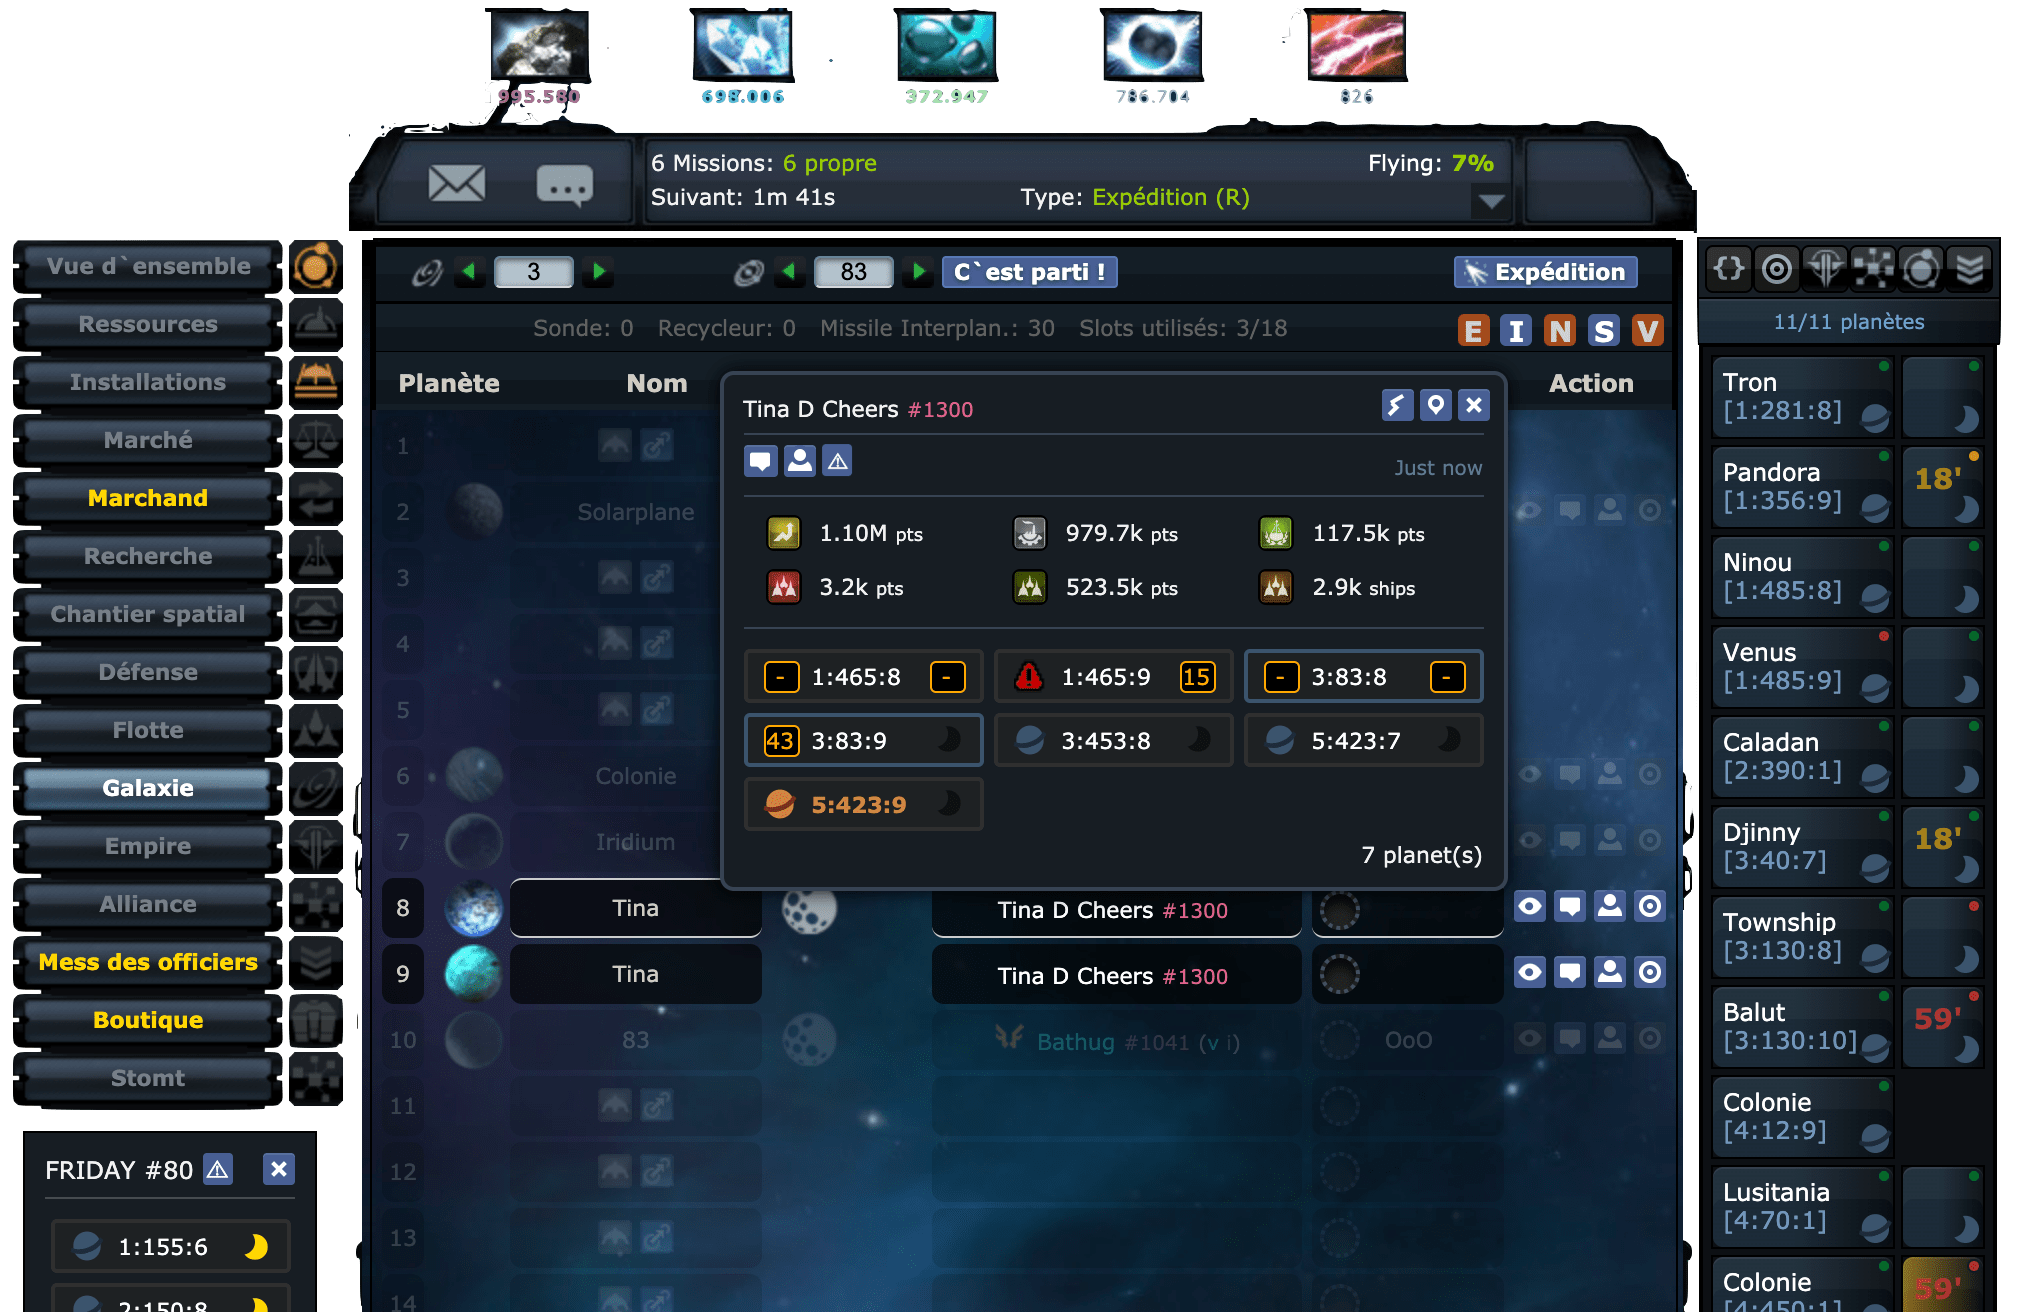 995.580 698.006 372.947 786.704 826
6 Missions: 6 propre Flying: 7%
Suivant: 1m 41s Type: Expédition (R)
Vue d`ensemble
Ressources
Installations
Marché
Marchand
Recherche
Chantier spatial
Défense
Flotte
Galaxie
Empire
Alliance
Mess des officiers
Boutique
Stomt
FRIDAY #80
1:155:6
2:150:8
3 83 C`est parti ! Expédition
Sonde: 0 Recycleur: 0 Missile Interplan.: 30 Slots utilisés: 3/18 E I N S V
Planète Nom Action
Tina D Cheers #1300
Just now
1.10M pts 979.7k pts 117.5k pts
3.2k pts 523.5k pts 2.9k ships
- 1:465:8 - 1:465:9 15 - 3:83:8 -
43 3:83:9 3:453:8 5:423:7
5:423:9
7 planet(s)
1
2 Solarplane
3
4
5
6 Colonie
7 Iridium
8 Tina Tina D Cheers #1300
9 Tina Tina D Cheers #1300
10 83 Bathug #1041 (v i) OoO
11
12
13
14
11/11 planètes
Tron
[1:281:8]
Pandora
[1:356:9] 18'
Ninou
[1:485:8]
Venus
[1:485:9]
Caladan
[2:390:1]
Djinny
[3:40:7] 18'
Township
[3:130:8]
Balut
[3:130:10] 59'
Colonie
[4:12:9]
Lusitania
[4:70:1]
Colonie
[4:450:1] 59'